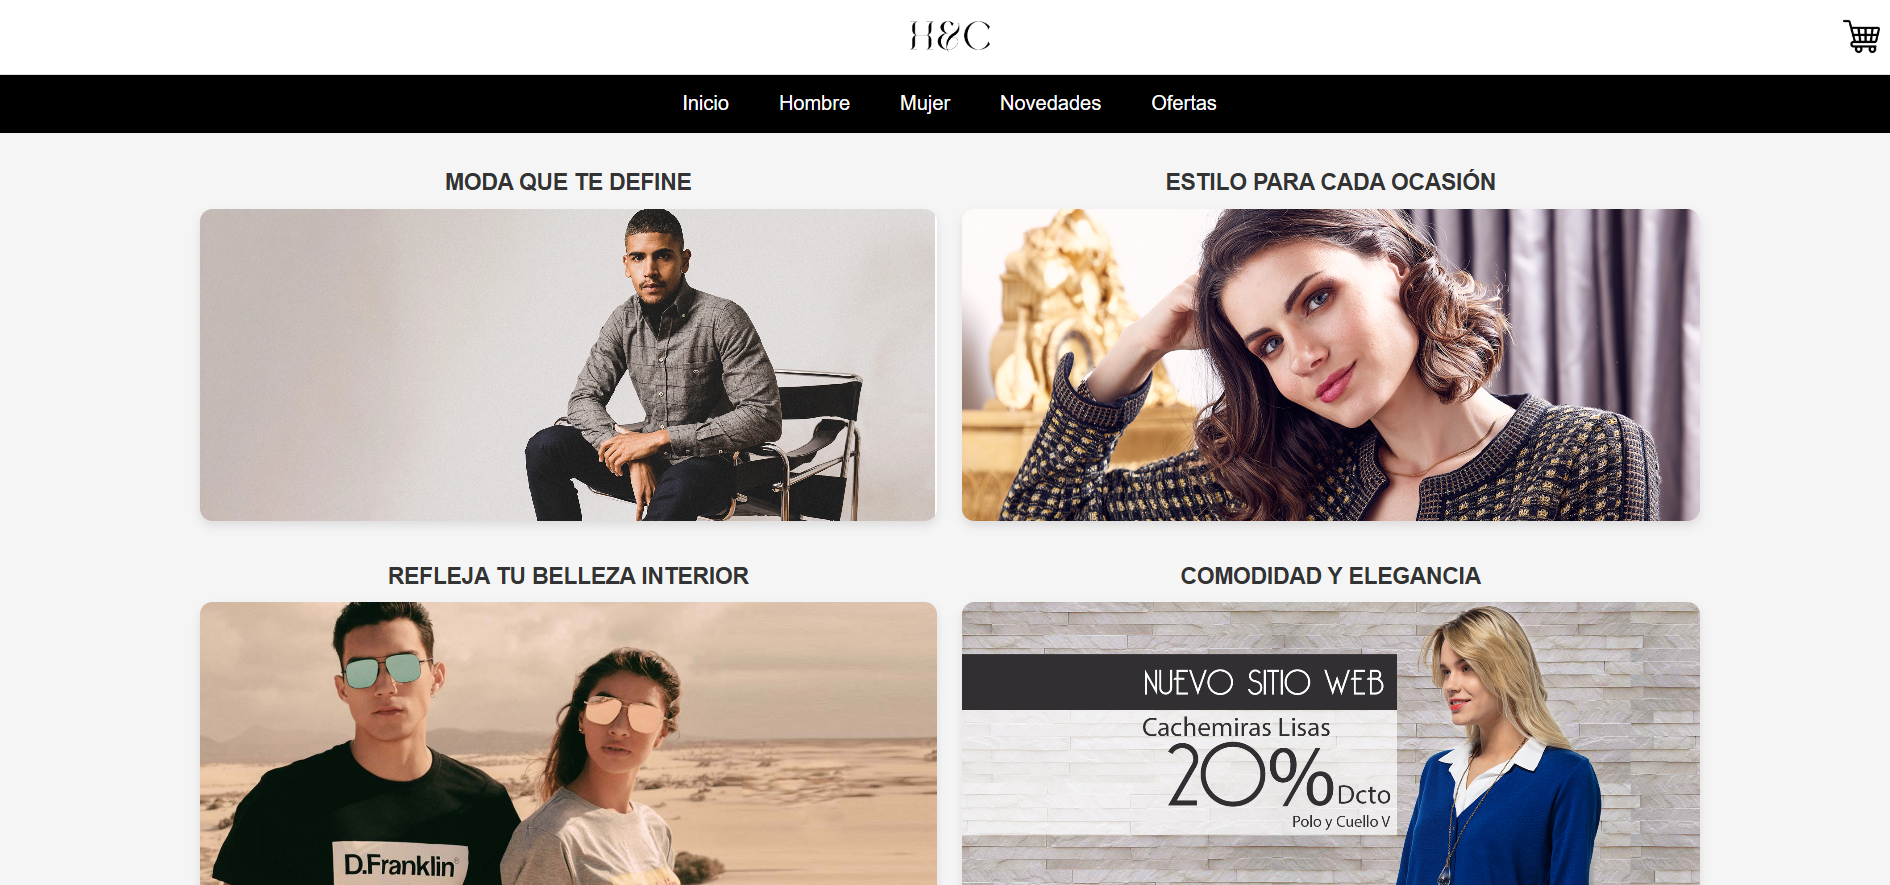 H&C
Inicio Hombre Mujer Novedades Ofertas
MODA QUE TE DEFINE
ESTILO PARA CADA OCASIÓN
REFLEJA TU BELLEZA INTERIOR
COMODIDAD Y ELEGANCIA
D.Franklin®
NUEVO SITIO WEB
Cachemiras Lisas
20% Dcto
Polo y Cuello V